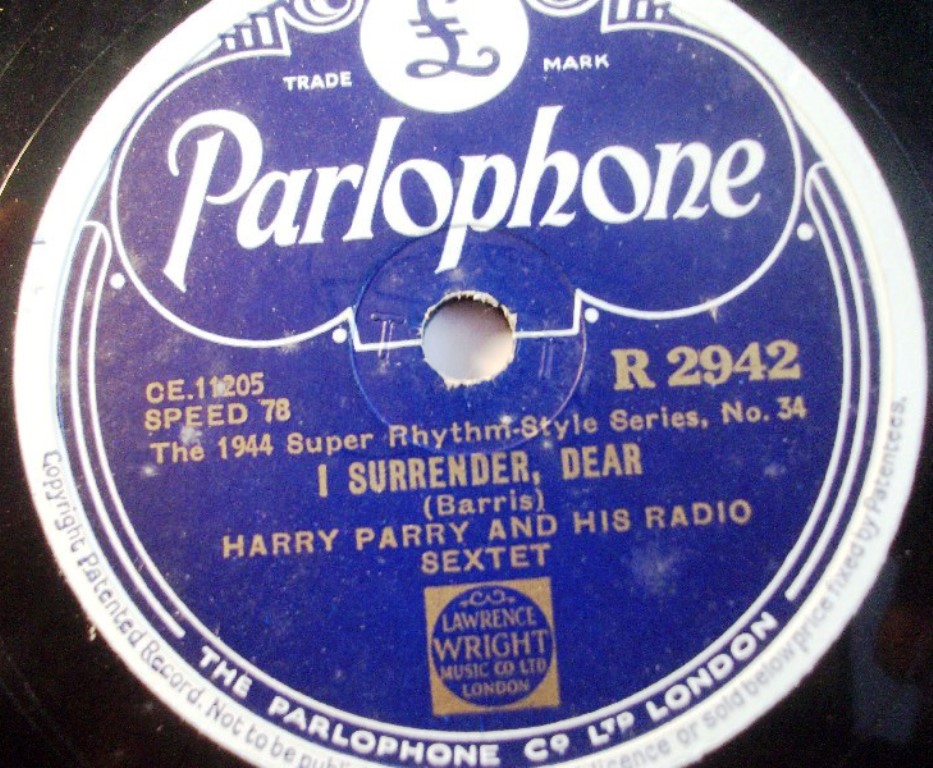 £
TRADE MARK
Parlophone
CE.11205
SPEED 78
R 2942
The 1944 Super Rhythm-Style Series, No. 34
I SURRENDER, DEAR
(Barris)
HARRY PARRY AND HIS RADIO
SEXTET
LAWRENCE
WRIGHT
MUSIC CO LTD
LONDON
THE PARLOPHONE CO LTD LONDON
Copyright Patented Record. Not to be licence or sold below price fixed by Patentees.